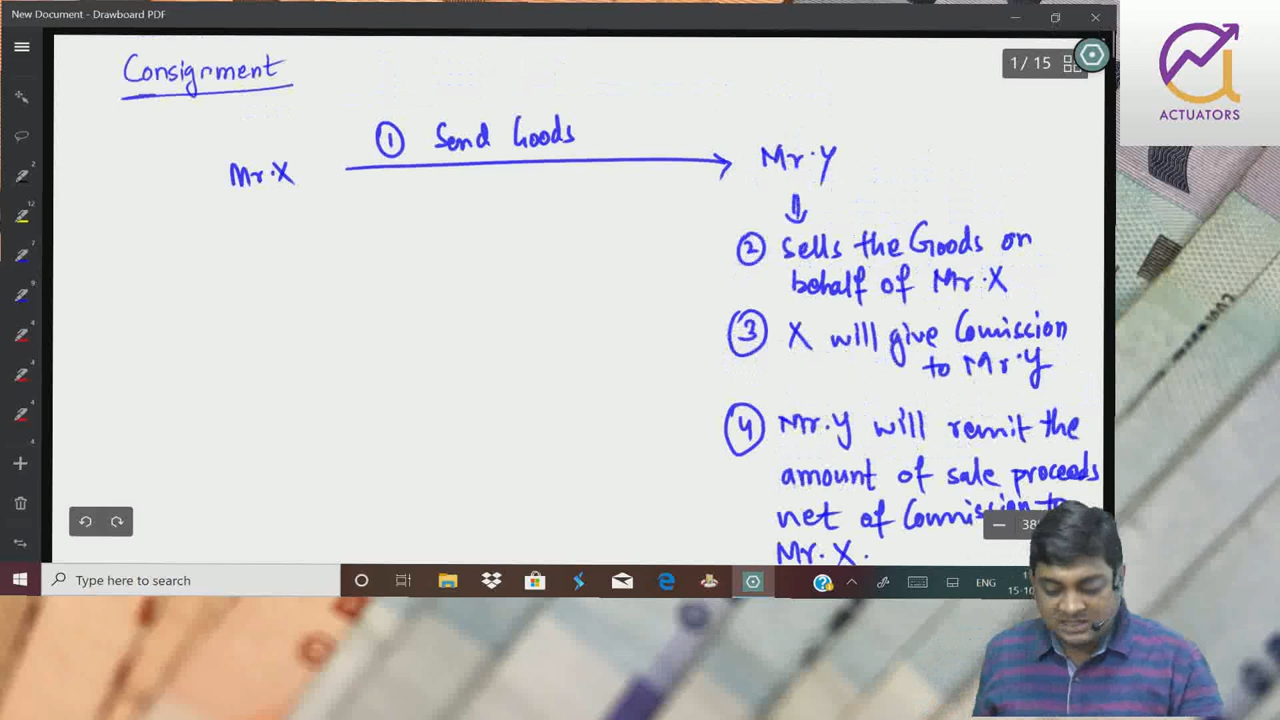 New Document - Drawboard PDF
ACTUATORS
1 / 15
Consignment
① Send Goods
Mr.X
Mr.Y
② Sells the Goods on
behalf of Mr.X
③ X will give Comission
to Mr.Y
④ Mr.Y will remit the
amount of sale proceeds
net of Commission to
Mr.X.
Type here to search
ENG